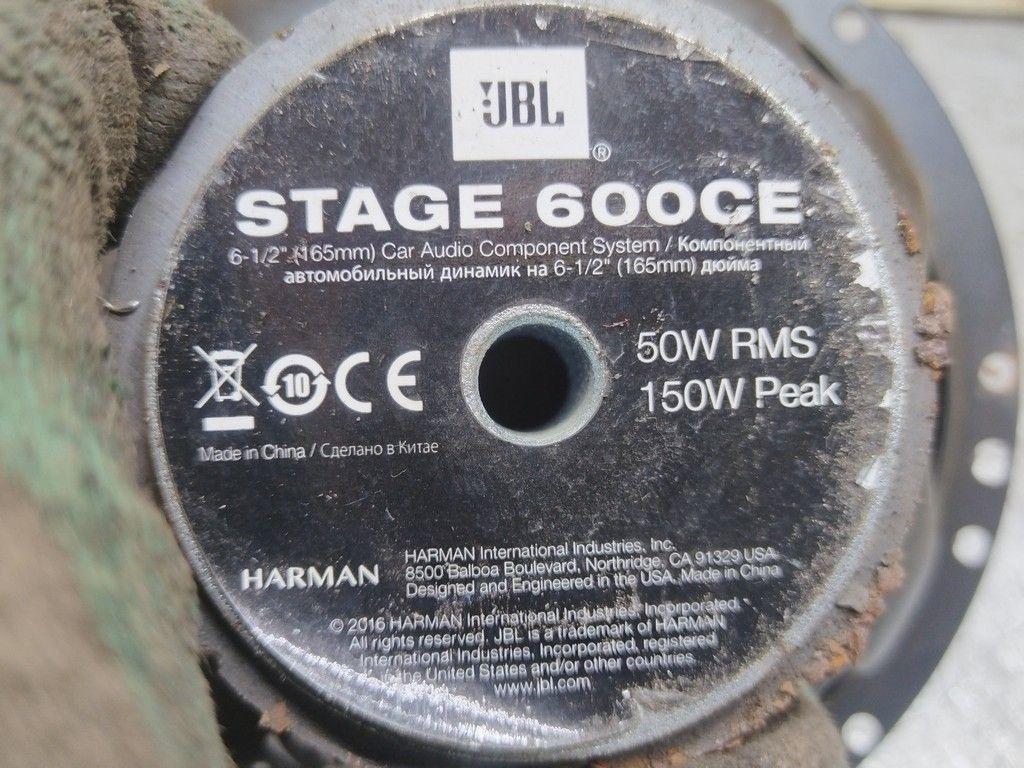 JBL
®
STAGE 600CE
6-1/2" (165mm) Car Audio Component System / Компонентный
автомобильный динамик на 6-1/2" (165mm) дюйма
50W RMS
150W Peak
10
CE
Made in China / Сделано в Китае
HARMAN
HARMAN International Industries, Inc.
8500 Balboa Boulevard, Northridge, CA 91329 USA
Designed and Engineered in the USA, Made in China
© 2016 HARMAN International Industries, Incorporated.
All rights reserved. JBL is a trademark of HARMAN
International Industries, Incorporated, registered
in the United States and/or other countries.
www.jbl.com